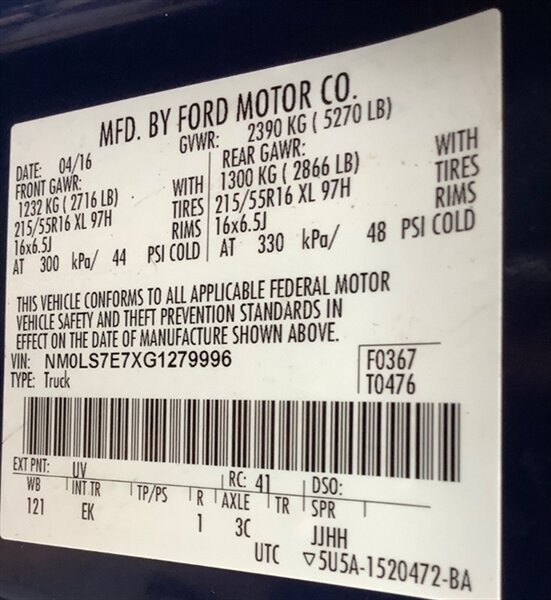 MFD. BY FORD MOTOR CO.
DATE: 04/16 GVWR: 2390 KG ( 5270 LB)
FRONT GAWR: REAR GAWR:
1232 KG ( 2716 LB) WITH 1300 KG ( 2866 LB) WITH
215/55R16 XL 97H TIRES 215/55R16 XL 97H TIRES
16x6.5J RIMS 16x6.5J RIMS
AT 300 kPa/ 44 PSI COLD AT 330 kPa/ 48 PSI COLD
THIS VEHICLE CONFORMS TO ALL APPLICABLE FEDERAL MOTOR
VEHICLE SAFETY AND THEFT PREVENTION STANDARDS IN
EFFECT ON THE DATE OF MANUFACTURE SHOWN ABOVE.
VIN: NM0LS7E7XG1279996 F0367
TYPE: Truck T0476
EXT PNT: UV RC: 41 DSO:
WB INT TR TP/PS R AXLE TR SPR
121 EK 1 3C JJHH
UTC ▽5U5A-1520472-BA